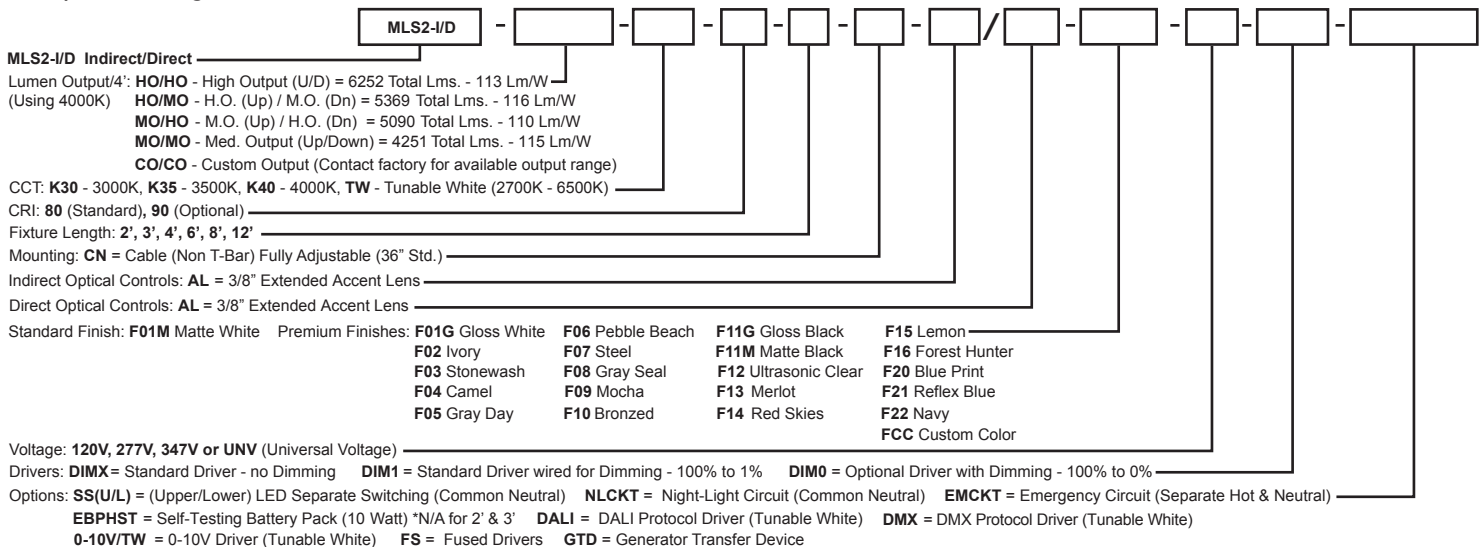 MLS2-I/D - - - - - - / - - - -
MLS2-I/D Indirect/Direct
Lumen Output/4': HO/HO - High Output (U/D) = 6252 Total Lms. - 113 Lm/W
(Using 4000K) HO/MO - H.O. (Up) / M.O. (Dn) = 5369 Total Lms. - 116 Lm/W
MO/HO - M.O. (Up) / H.O. (Dn) = 5090 Total Lms. - 110 Lm/W
MO/MO - Med. Output (Up/Down) = 4251 Total Lms. - 115 Lm/W
CO/CO - Custom Output (Contact factory for available output range)
CCT: K30 - 3000K, K35 - 3500K, K40 - 4000K, TW - Tunable White (2700K - 6500K)
CRI: 80 (Standard), 90 (Optional)
Fixture Length: 2', 3', 4', 6', 8', 12'
Mounting: CN = Cable (Non T-Bar) Fully Adjustable (36" Std.)
Indirect Optical Controls: AL = 3/8" Extended Accent Lens
Direct Optical Controls: AL = 3/8" Extended Accent Lens
Standard Finish: F01M Matte White Premium Finishes: F01G Gloss White F06 Pebble Beach F11G Gloss Black F15 Lemon
F02 Ivory F07 Steel F11M Matte Black F16 Forest Hunter
F03 Stonewash F08 Gray Seal F12 Ultrasonic Clear F20 Blue Print
F04 Camel F09 Mocha F13 Merlot F21 Reflex Blue
F05 Gray Day F10 Bronzed F14 Red Skies F22 Navy
FCC Custom Color
Voltage: 120V, 277V, 347V or UNV (Universal Voltage)
Drivers: DIMX = Standard Driver - no Dimming DIM1 = Standard Driver wired for Dimming - 100% to 1% DIM0 = Optional Driver with Dimming - 100% to 0%
Options: SS(U/L) = (Upper/Lower) LED Separate Switching (Common Neutral) NLCKT = Night-Light Circuit (Common Neutral) EMCKT = Emergency Circuit (Separate Hot & Neutral)
EBPHST = Self-Testing Battery Pack (10 Watt) *N/A for 2' & 3' DALI = DALI Protocol Driver (Tunable White) DMX = DMX Protocol Driver (Tunable White)
0-10V/TW = 0-10V Driver (Tunable White) FS = Fused Drivers GTD = Generator Transfer Device